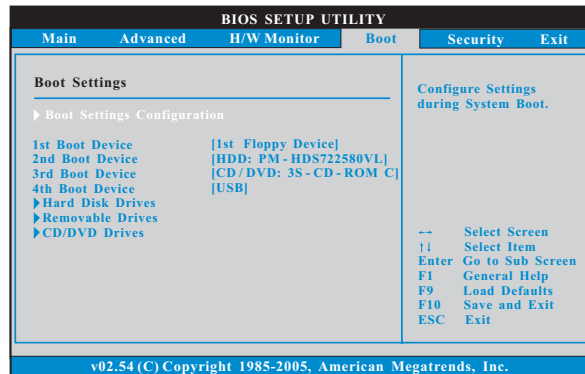 BIOS SETUP UTILITY
Main Advanced H/W Monitor Boot Security Exit
Boot Settings
Boot Settings Configuration
1st Boot Device [1st Floppy Device]
2nd Boot Device [HDD: PM - HDS722580VL]
3rd Boot Device [CD / DVD: 3S - CD - ROM C]
4th Boot Device [USB]
Hard Disk Drives
Removable Drives
CD/DVD Drives
Configure Settings
during System Boot.
←→ Select Screen
↑↓ Select Item
Enter Go to Sub Screen
F1 General Help
F9 Load Defaults
F10 Save and Exit
ESC Exit
v02.54 (C) Copyright 1985-2005, American Megatrends, Inc.